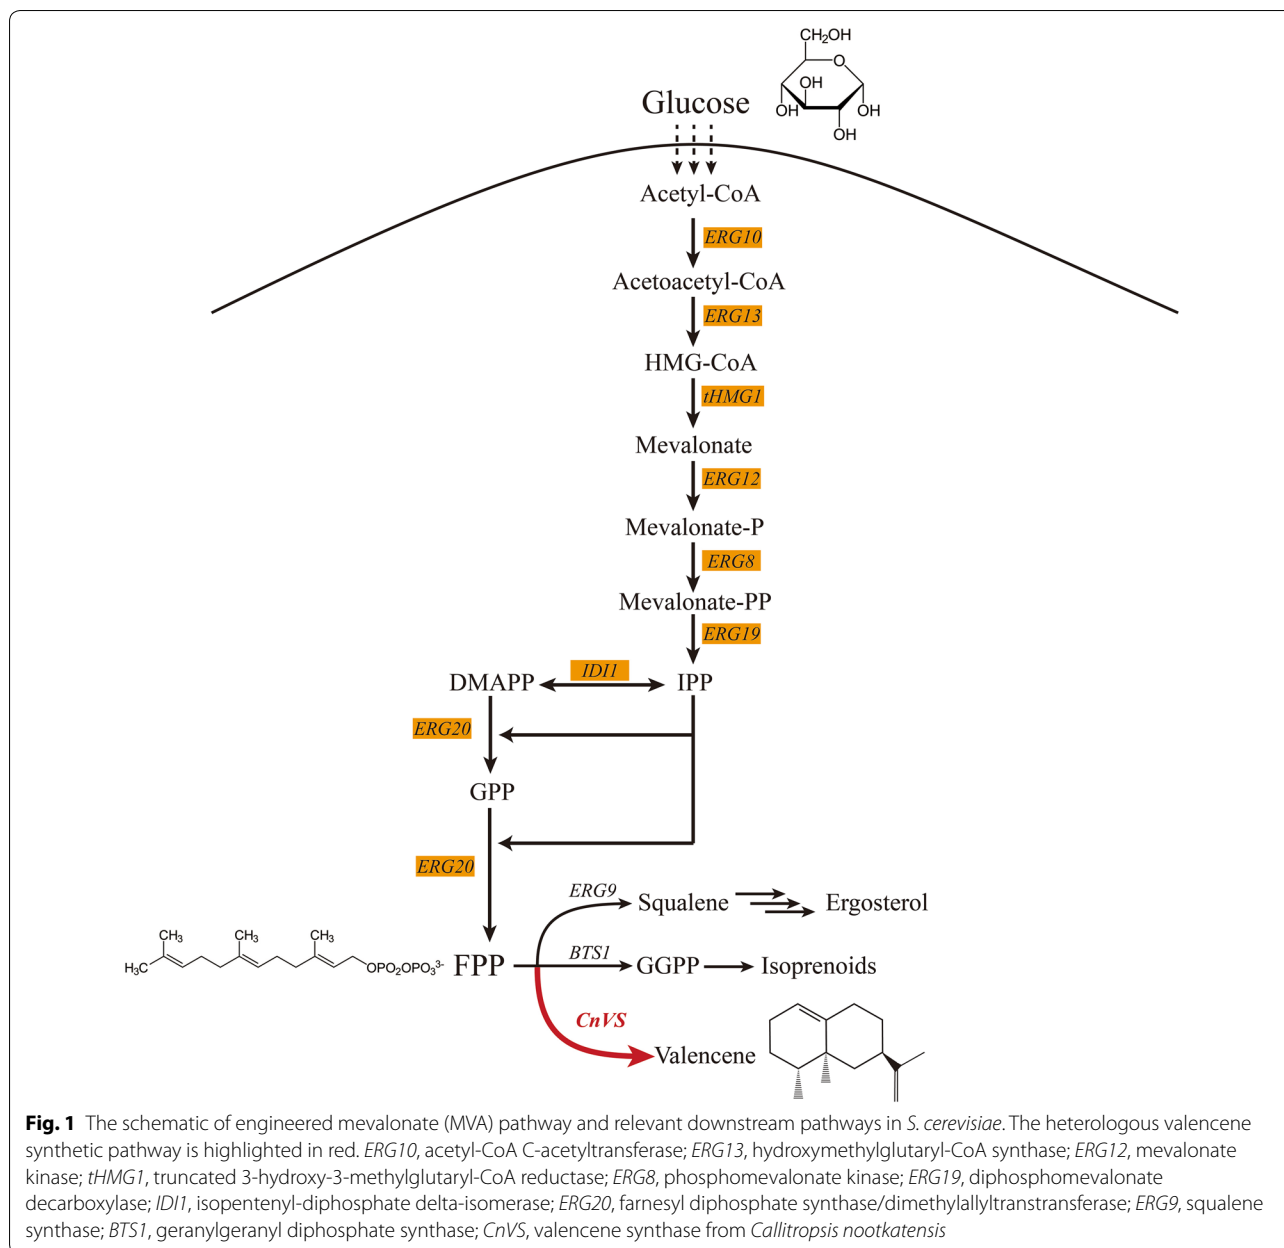 CH₂OH
O
OH
OH
OH
OH
Glucose
Acetyl-CoA
ERG10
Acetoacetyl-CoA
ERG13
HMG-CoA
tHMG1
Mevalonate
ERG12
Mevalonate-P
ERG8
Mevalonate-PP
ERG19
IDI1
DMAPP
IPP
ERG20
GPP
ERG20
ERG9
Squalene
Ergosterol
CH₃
CH₃
CH₃
H₃C
OPO₂OPO₃³⁻
FPP
BTS1
GGPP
Isoprenoids
CnVS
Valencene
Fig. 1 The schematic of engineered mevalonate (MVA) pathway and relevant downstream pathways in S. cerevisiae. The heterologous valencene
synthetic pathway is highlighted in red. ERG10, acetyl-CoA C-acetyltransferase; ERG13, hydroxymethylglutaryl-CoA synthase; ERG12, mevalonate
kinase; tHMG1, truncated 3-hydroxy-3-methylglutaryl-CoA reductase; ERG8, phosphomevalonate kinase; ERG19, diphosphomevalonate
decarboxylase; IDI1, isopentenyl-diphosphate delta-isomerase; ERG20, farnesyl diphosphate synthase/dimethylallyltranstransferase; ERG9, squalene
synthase; BTS1, geranylgeranyl diphosphate synthase; CnVS, valencene synthase from Callitropsis nootkatensis